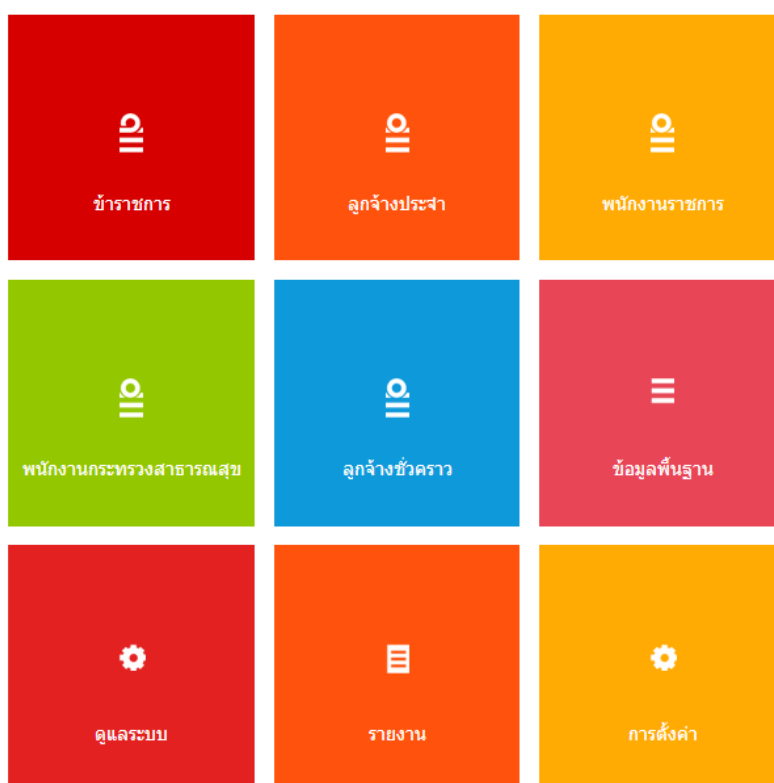 ข้าราชการ
ลูกจ้างประจำ
พนักงานราชการ
พนักงานกระทรวงสาธารณสุข
ลูกจ้างชั่วคราว
ข้อมูลพื้นฐาน
ดูแลระบบ
รายงาน
การตั้งค่า